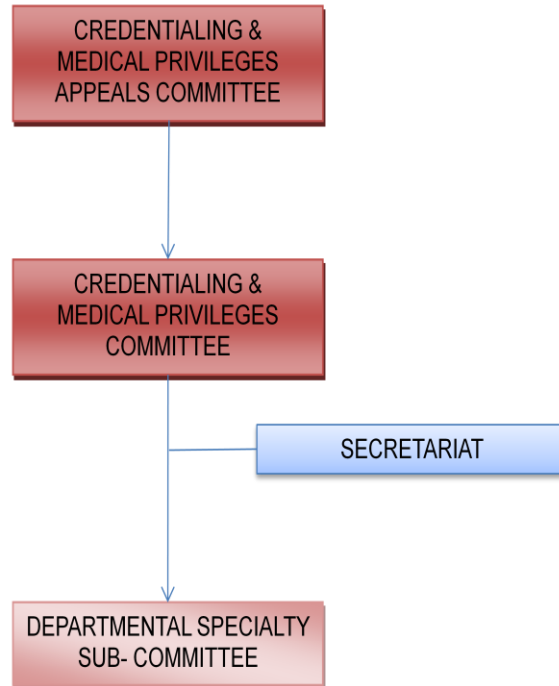 CREDENTIALING &
MEDICAL PRIVILEGES
APPEALS COMMITTEE
CREDENTIALING &
MEDICAL PRIVILEGES
COMMITTEE
SECRETARIAT
DEPARTMENTAL SPECIALTY
SUB- COMMITTEE